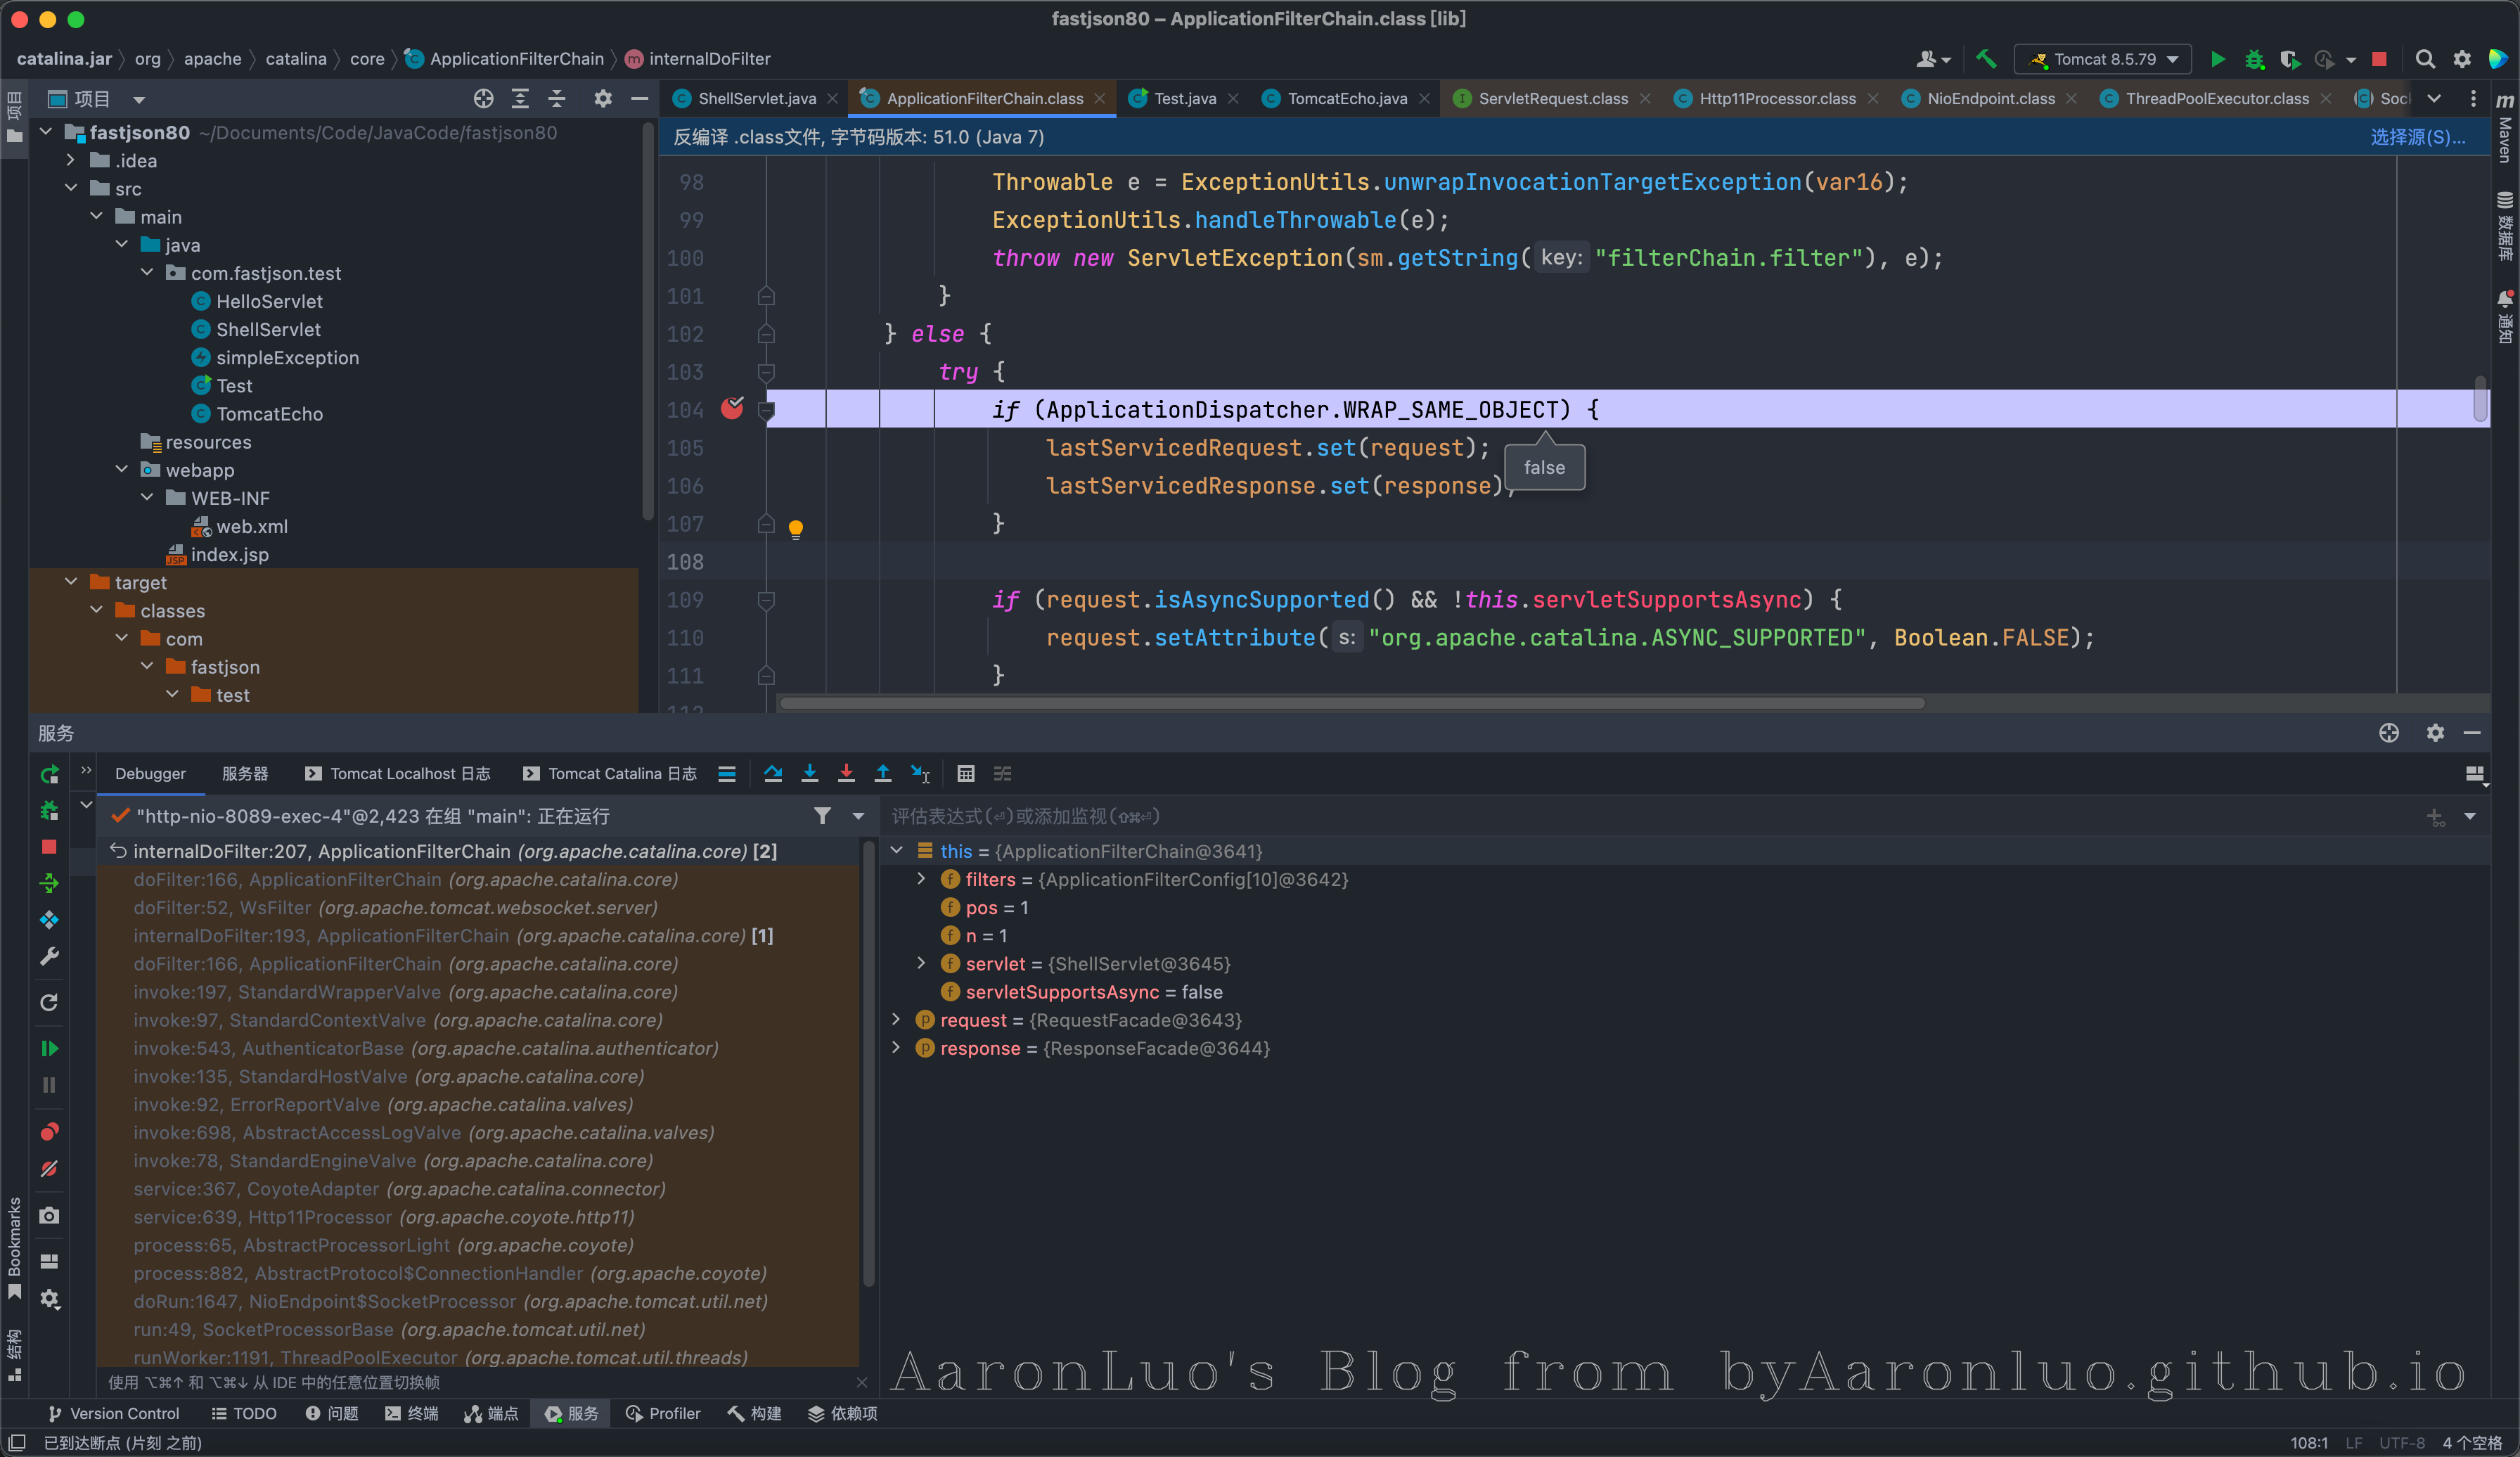 fastjson80 – ApplicationFilterChain.class [lib]
catalina.jar org apache catalina core ApplicationFilterChain internalDoFilter
Tomcat 8.5.79
项目
项目
ShellServlet.java ApplicationFilterChain.class Test.java TomcatEcho.java ServletRequest.class Http11Processor.class NioEndpoint.class ThreadPoolExecutor.class Soc
fastjson80 ~/Documents/Code/JavaCode/fastjson80
.idea
src
main
java
com.fastjson.test
HelloServlet
ShellServlet
simpleException
Test
TomcatEcho
resources
webapp
WEB-INF
web.xml
index.jsp
target
classes
com
fastjson
test
反编译 .class文件, 字节码版本: 51.0 (Java 7)
选择源(S)...
98 Throwable e = ExceptionUtils.unwrapInvocationTargetException(var16);
99 ExceptionUtils.handleThrowable(e);
100 throw new ServletException(sm.getString( key: "filterChain.filter"), e);
101 }
102 } else {
103 try {
104 if (ApplicationDispatcher.WRAP_SAME_OBJECT) {
105 lastServicedRequest.set(request);
106 lastServicedResponse.set(response);
false
107 }
108
109 if (request.isAsyncSupported() && !this.servletSupportsAsync) {
110 request.setAttribute( s: "org.apache.catalina.ASYNC_SUPPORTED", Boolean.FALSE);
111 }
112
m
Maven
数据库
通知
服务
Debugger 服务器 Tomcat Localhost 日志 Tomcat Catalina 日志
"http-nio-8089-exec-4"@2,423 在组 "main": 正在运行
internalDoFilter:207, ApplicationFilterChain (org.apache.catalina.core) [2]
doFilter:166, ApplicationFilterChain (org.apache.catalina.core)
doFilter:52, WsFilter (org.apache.tomcat.websocket.server)
internalDoFilter:193, ApplicationFilterChain (org.apache.catalina.core) [1]
doFilter:166, ApplicationFilterChain (org.apache.catalina.core)
invoke:197, StandardWrapperValve (org.apache.catalina.core)
invoke:97, StandardContextValve (org.apache.catalina.core)
invoke:543, AuthenticatorBase (org.apache.catalina.authenticator)
invoke:135, StandardHostValve (org.apache.catalina.core)
invoke:92, ErrorReportValve (org.apache.catalina.valves)
invoke:698, AbstractAccessLogValve (org.apache.catalina.valves)
invoke:78, StandardEngineValve (org.apache.catalina.core)
service:367, CoyoteAdapter (org.apache.catalina.connector)
service:639, Http11Processor (org.apache.coyote.http11)
process:65, AbstractProcessorLight (org.apache.coyote)
process:882, AbstractProtocol$ConnectionHandler (org.apache.coyote)
doRun:1647, NioEndpoint$SocketProcessor (org.apache.tomcat.util.net)
run:49, SocketProcessorBase (org.apache.tomcat.util.net)
runWorker:1191, ThreadPoolExecutor (org.apache.tomcat.util.threads)
使用 ⌥⌘↑ 和 ⌥⌘↓ 从 IDE 中的任意位置切换帧
评估表达式(⏎)或添加监视(⇧⌘⏎)
this = {ApplicationFilterChain@3641}
filters = {ApplicationFilterConfig[10]@3642}
pos = 1
n = 1
servlet = {ShellServlet@3645}
servletSupportsAsync = false
request = {RequestFacade@3643}
response = {ResponseFacade@3644}
AaronLuo's Blog from byAaronluo.github.io
Bookmarks
结构
Version Control TODO 问题 终端 端点 服务 Profiler 构建 依赖项
已到达断点 (片刻 之前)
108:1 LF UTF-8 4 个空格